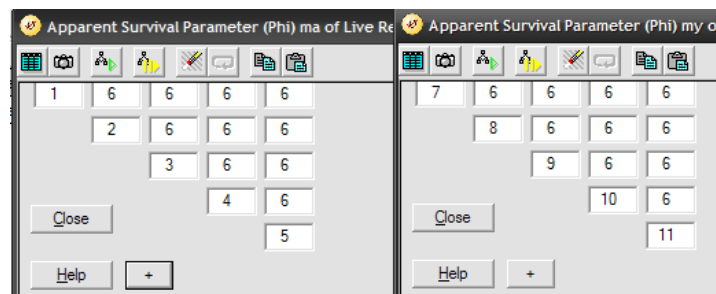 Apparent Survival Parameter (Phi) ma of Live Re
1 6 6 6 6
2 6 6 6
3 6 6
4 6
5
Close
Help +
Apparent Survival Parameter (Phi) my o
7 6 6 6 6
8 6 6 6
9 6 6
10 6
11
Close
Help +